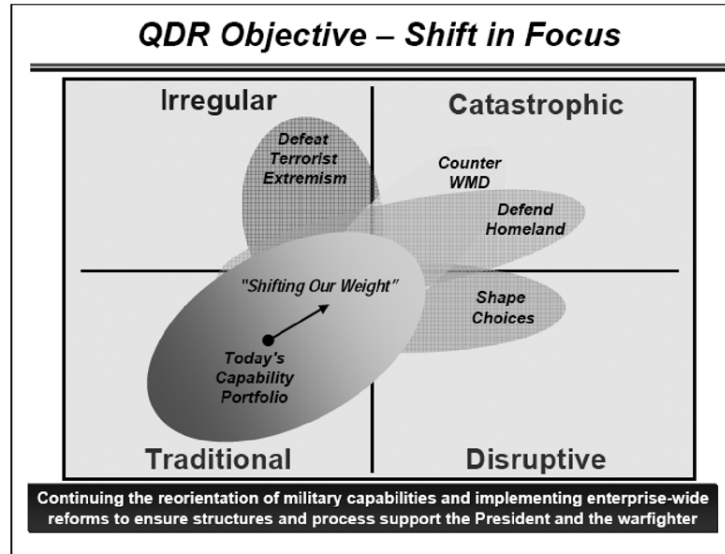 QDR Objective – Shift in Focus
Irregular
Catastrophic
Defeat
Terrorist
Extremism
Counter
WMD
Defend
Homeland
"Shifting Our Weight"
Shape
Choices
Today's
Capability
Portfolio
Traditional
Disruptive
Continuing the reorientation of military capabilities and implementing enterprise-wide
reforms to ensure structures and process support the President and the warfighter